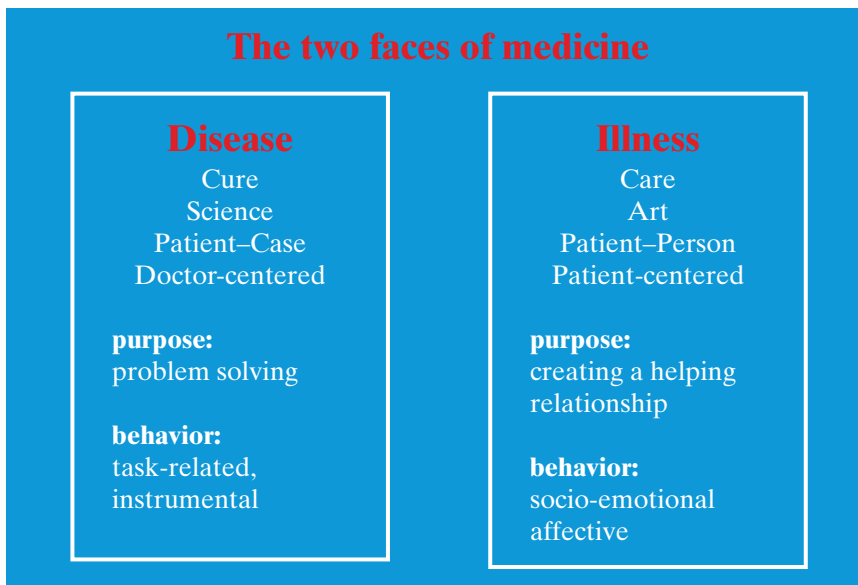 The two faces of medicine
Disease
Cure
Science
Patient–Case
Doctor-centered
purpose:
problem solving
behavior:
task-related,
instrumental
Illness
Care
Art
Patient–Person
Patient-centered
purpose:
creating a helping
relationship
behavior:
socio-emotional
affective